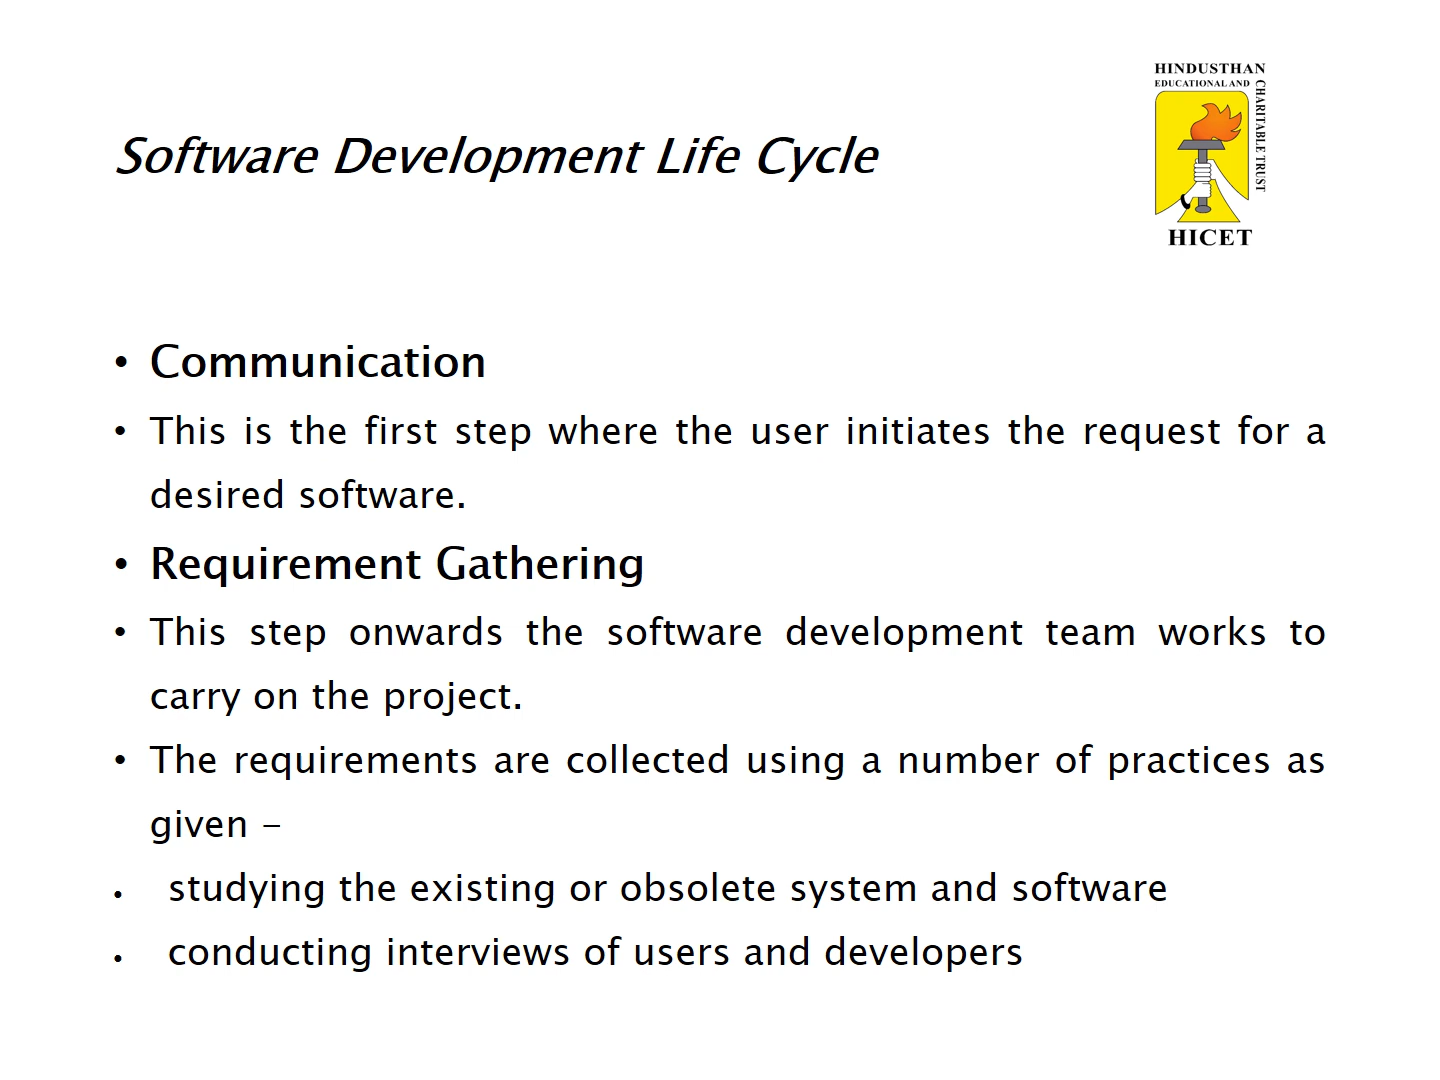 HINDUSTHAN
EDUCATIONAL AND
CHARITABLE TRUST
HICET
Software Development Life Cycle
• Communication
• This is the first step where the user initiates the request for a
desired software.
• Requirement Gathering
• This step onwards the software development team works to
carry on the project.
• The requirements are collected using a number of practices as
given –
• studying the existing or obsolete system and software
• conducting interviews of users and developers